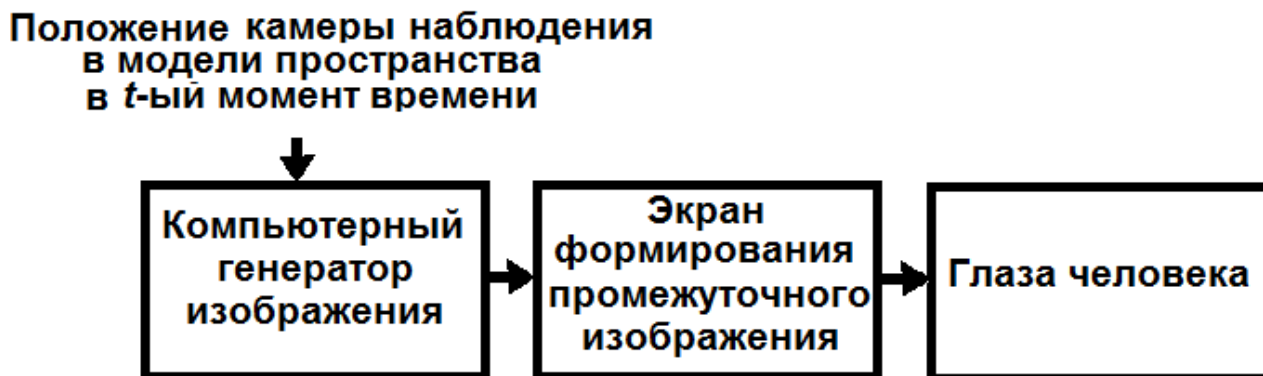 Положение камеры наблюдения
в модели пространства
в t-ый момент времени
Компьютерный
генератор
изображения
Экран
формирования
промежуточного
изображения
Глаза человека